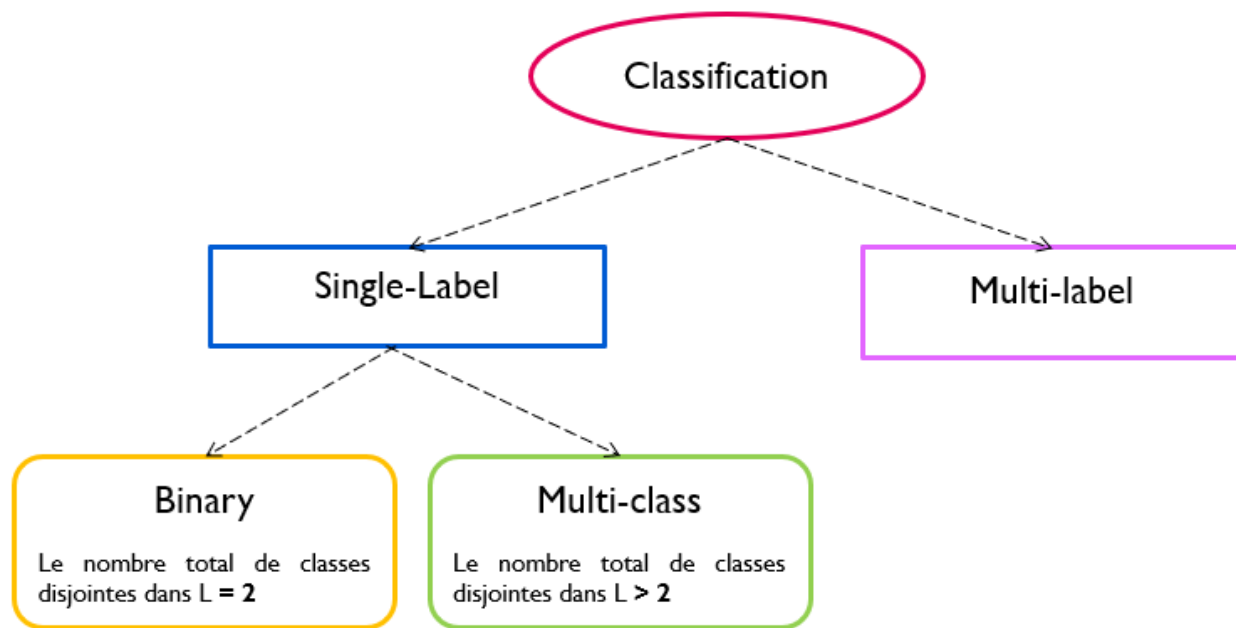 Classification
Single-Label
Multi-label
Binary
Le nombre total de classes
disjointes dans L = 2
Multi-class
Le nombre total de classes
disjointes dans L > 2